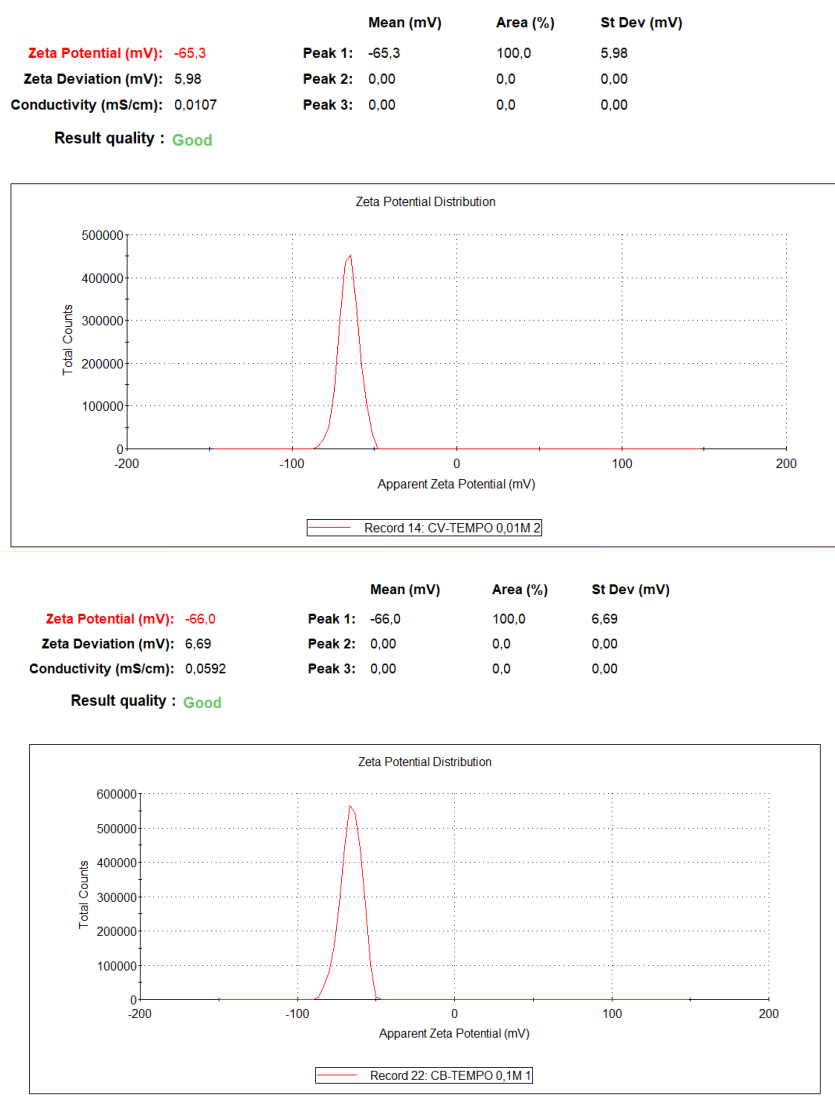 Mean (mV) Area (%) St Dev (mV)
Zeta Potential (mV): -65,3 Peak 1: -65,3 100,0 5,98
Zeta Deviation (mV): 5,98 Peak 2: 0,00 0,0 0,00
Conductivity (mS/cm): 0,0107 Peak 3: 0,00 0,0 0,00
Result quality : Good
Zeta Potential Distribution
500000
400000
300000
200000
100000
0
Total Counts
-200 -100 0 100 200
Apparent Zeta Potential (mV)
Record 14: CV-TEMPO 0,01M 2
Mean (mV) Area (%) St Dev (mV)
Zeta Potential (mV): -66,0 Peak 1: -66,0 100,0 6,69
Zeta Deviation (mV): 6,69 Peak 2: 0,00 0,0 0,00
Conductivity (mS/cm): 0,0592 Peak 3: 0,00 0,0 0,00
Result quality : Good
Zeta Potential Distribution
600000
500000
400000
300000
200000
100000
0
Total Counts
-200 -100 0 100 200
Apparent Zeta Potential (mV)
Record 22: CB-TEMPO 0,1M 1